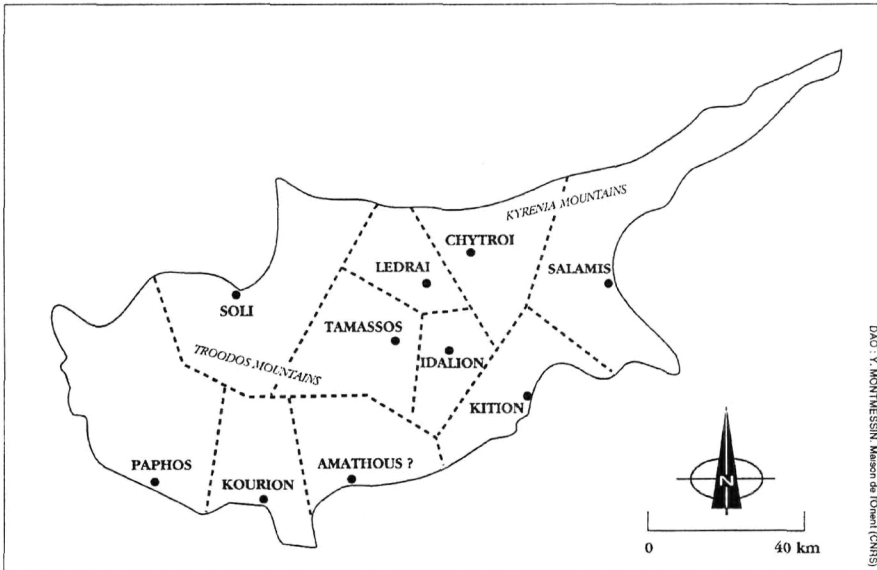 KYRENIA MOUNTAINS
CHYTROI
LEDRAI
SALAMIS
SOLI
TAMASSOS
IDALION
TROODOS MOUNTAINS
KITION
PAPHOS
KOURION
AMATHOUS ?
N
0 40 km
DAO : Y. MONTMESSIN. Maison de l'Orient (CNRS)